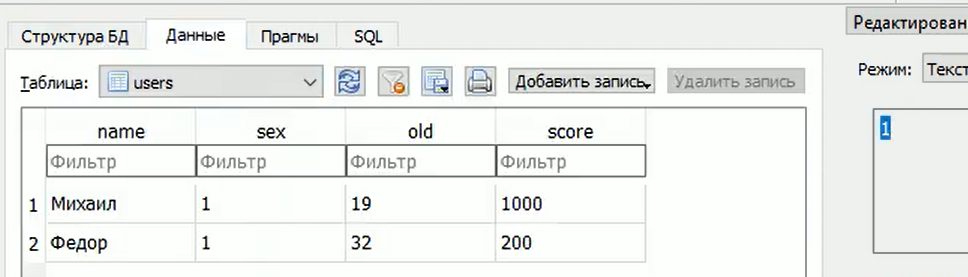 Редактирован
Структура БД Данные Прагмы SQL
Таблица: users Добавить запись Удалить запись
Режим: Текст
name sex old score
Фильтр Фильтр Фильтр Фильтр
1 Михаил 1 19 1000
2 Федор 1 32 200
1